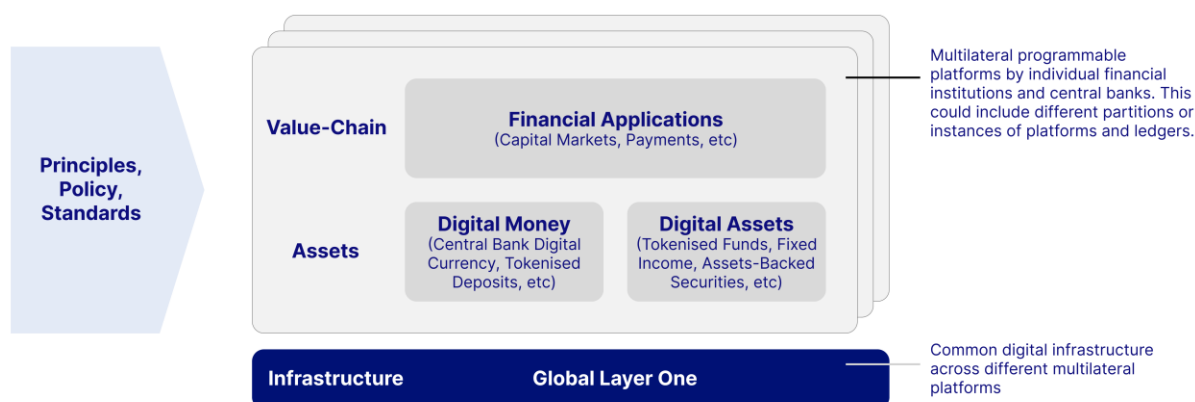 Principles,
Policy,
Standards
Value-Chain
Financial Applications
(Capital Markets, Payments, etc)
Assets
Digital Money
(Central Bank Digital
Currency, Tokenised
Deposits, etc)
Digital Assets
(Tokenised Funds, Fixed
Income, Assets-Backed
Securities, etc)
Multilateral programmable
platforms by individual financial
institutions and central banks. This
could include different partitions or
instances of platforms and ledgers.
Infrastructure
Global Layer One
Common digital infrastructure
across different multilateral
platforms